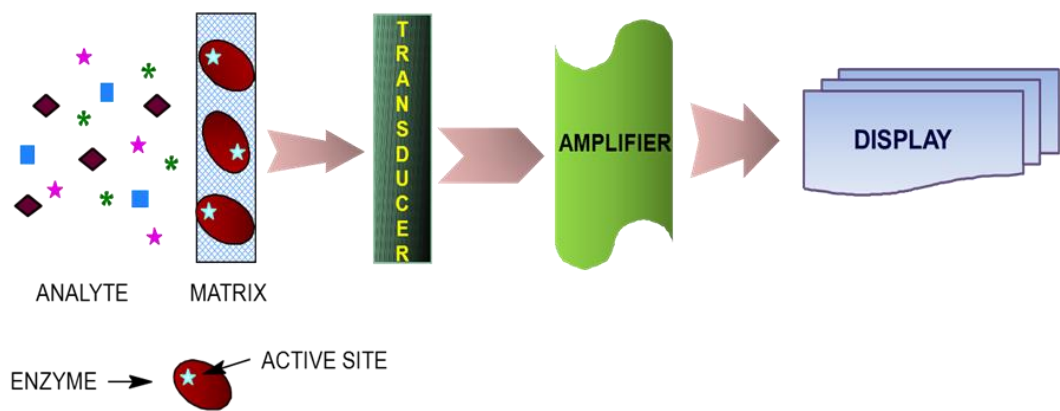 TRANSDUCER
AMPLIFIER
DISPLAY
ANALYTE
MATRIX
ACTIVE SITE
ENZYME